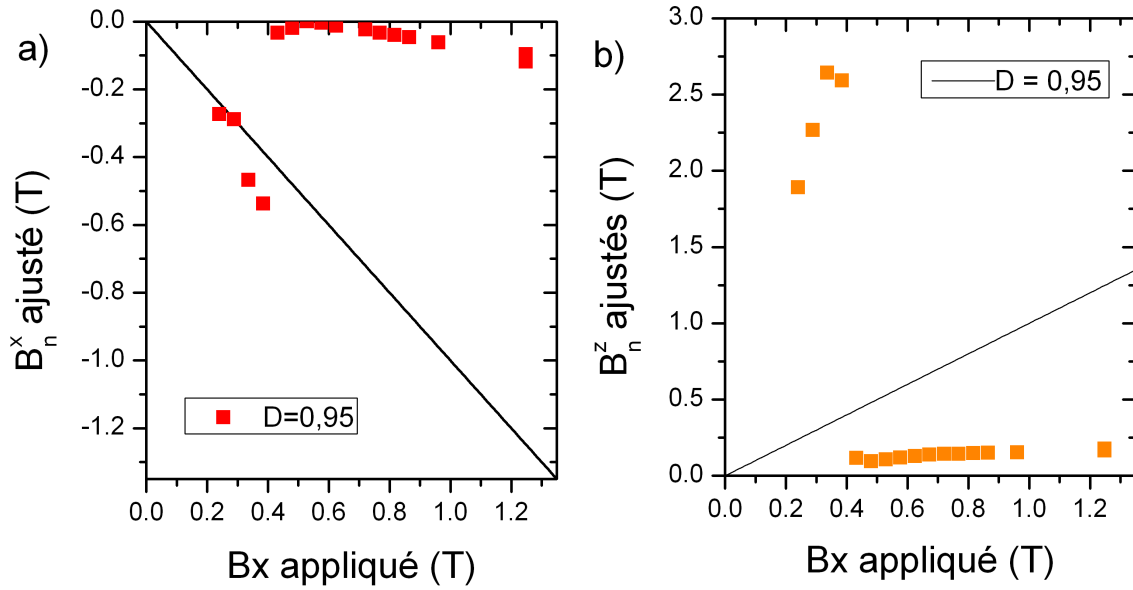 a)
0.0
-0.2
-0.4
-0.6
-0.8
-1.0
-1.2
B_n^x ajusté (T)
D=0,95
0.0 0.2 0.4 0.6 0.8 1.0 1.2
Bx appliqué (T)
b)
3.0
2.5
2.0
1.5
1.0
0.5
0.0
B_n^z ajustés (T)
D = 0,95
0.0 0.2 0.4 0.6 0.8 1.0 1.2
Bx appliqué (T)